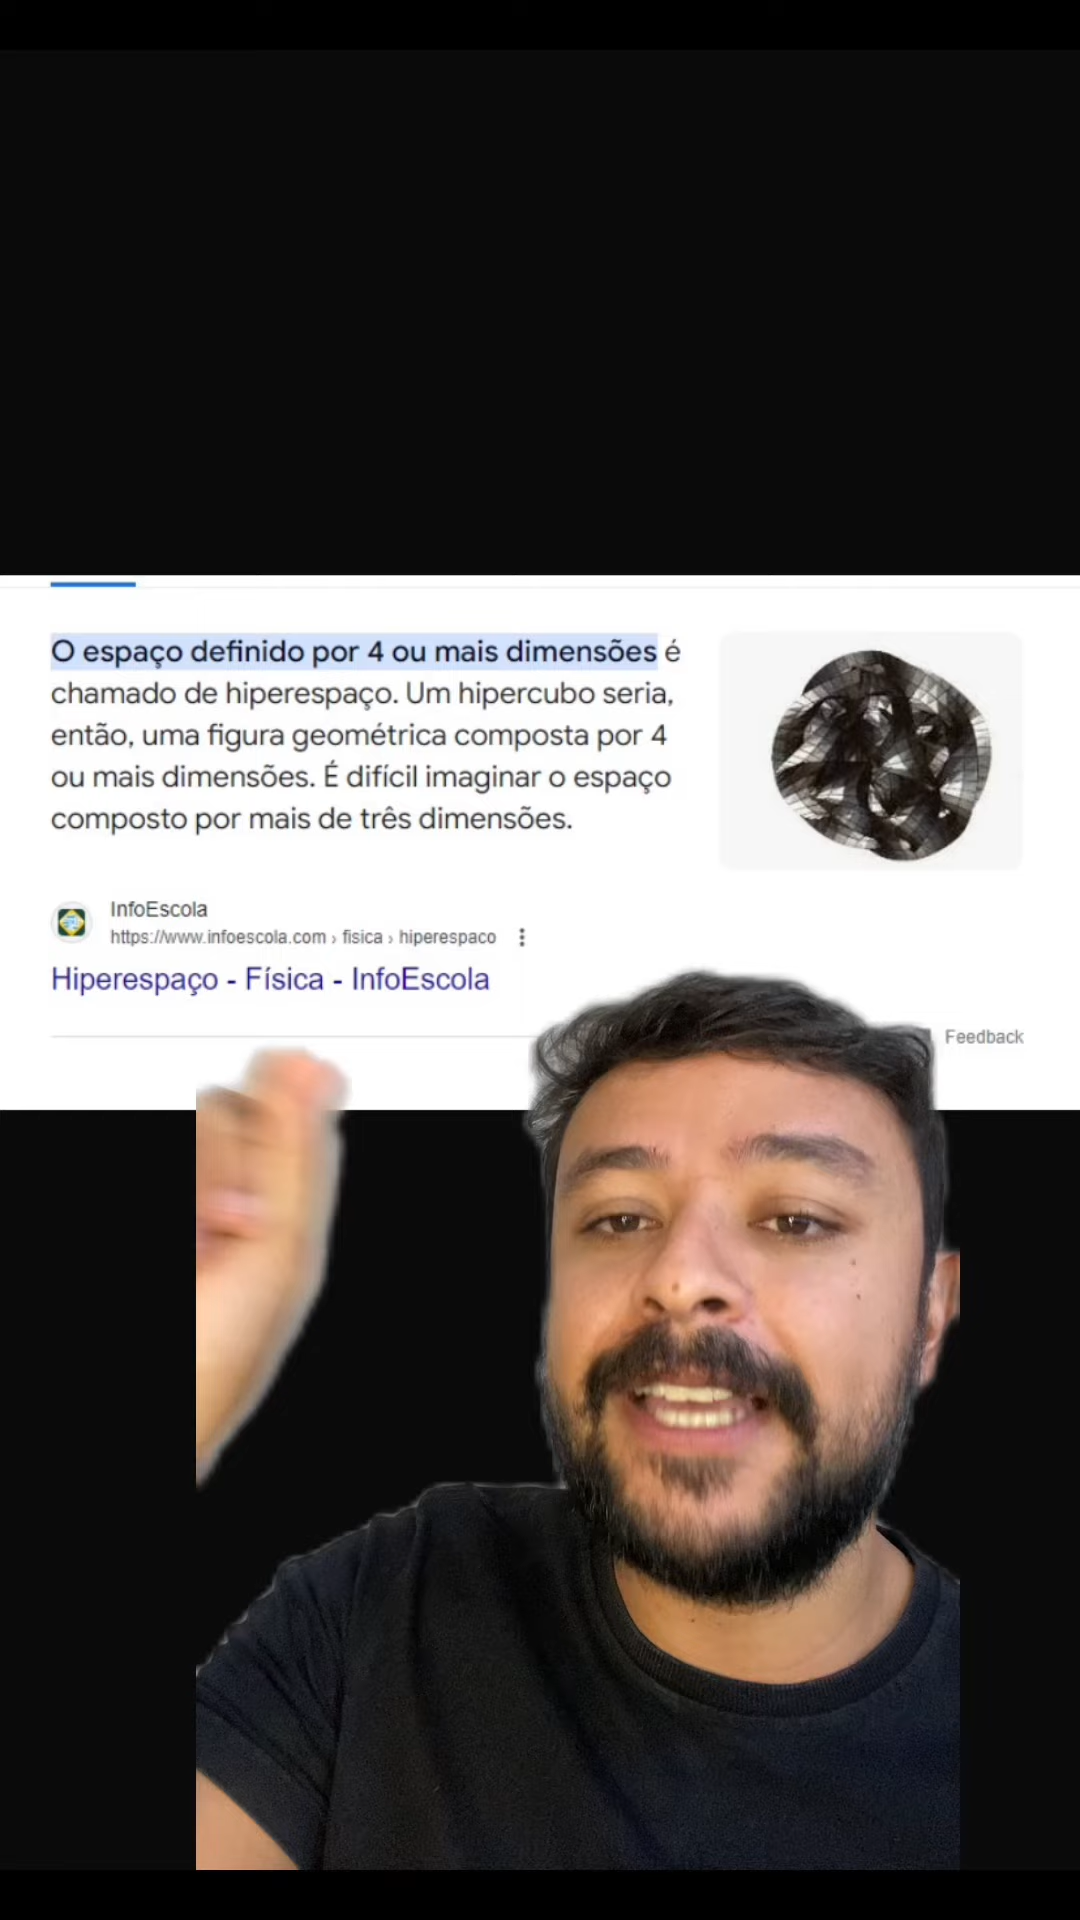 O espaço definido por 4 ou mais dimensões é
chamado de hiperespaço. Um hipercubo seria,
então, uma figura geométrica composta por 4
ou mais dimensões. É difícil imaginar o espaço
composto por mais de três dimensões.
InfoEscola
https://www.infoescola.com › fisica › hiperespaco
Hiperespaço - Física - InfoEscola
Feedback